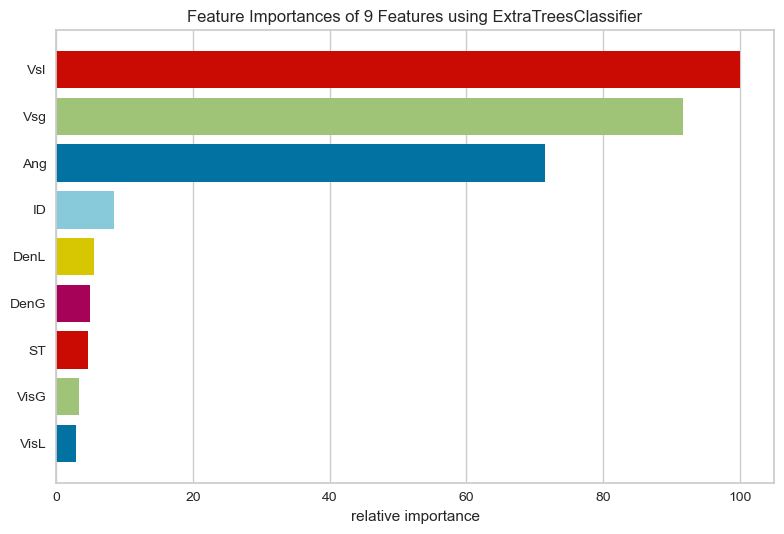 Feature Importances of 9 Features using ExtraTreesClassifier
Vsl
Vsg
Ang
ID
DenL
DenG
ST
VisG
VisL
0 20 40 60 80 100
relative importance